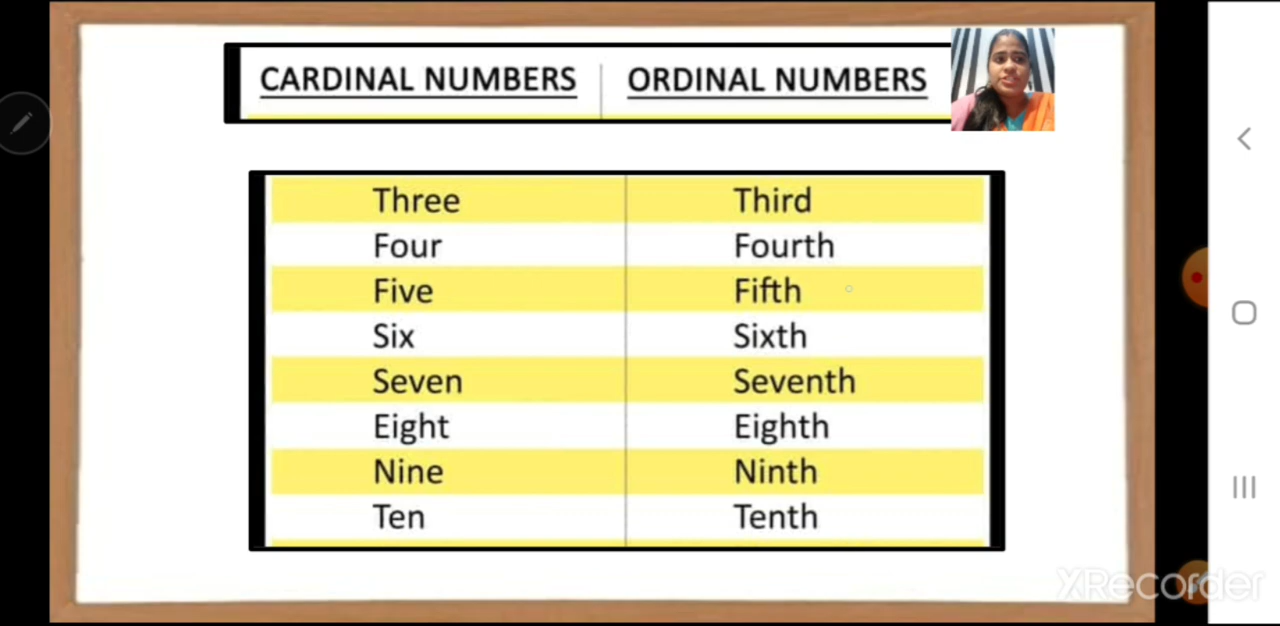 CARDINAL NUMBERS ORDINAL NUMBERS
Three Third
Four Fourth
Five Fifth
Six Sixth
Seven Seventh
Eight Eighth
Nine Ninth
Ten Tenth
XRecorder